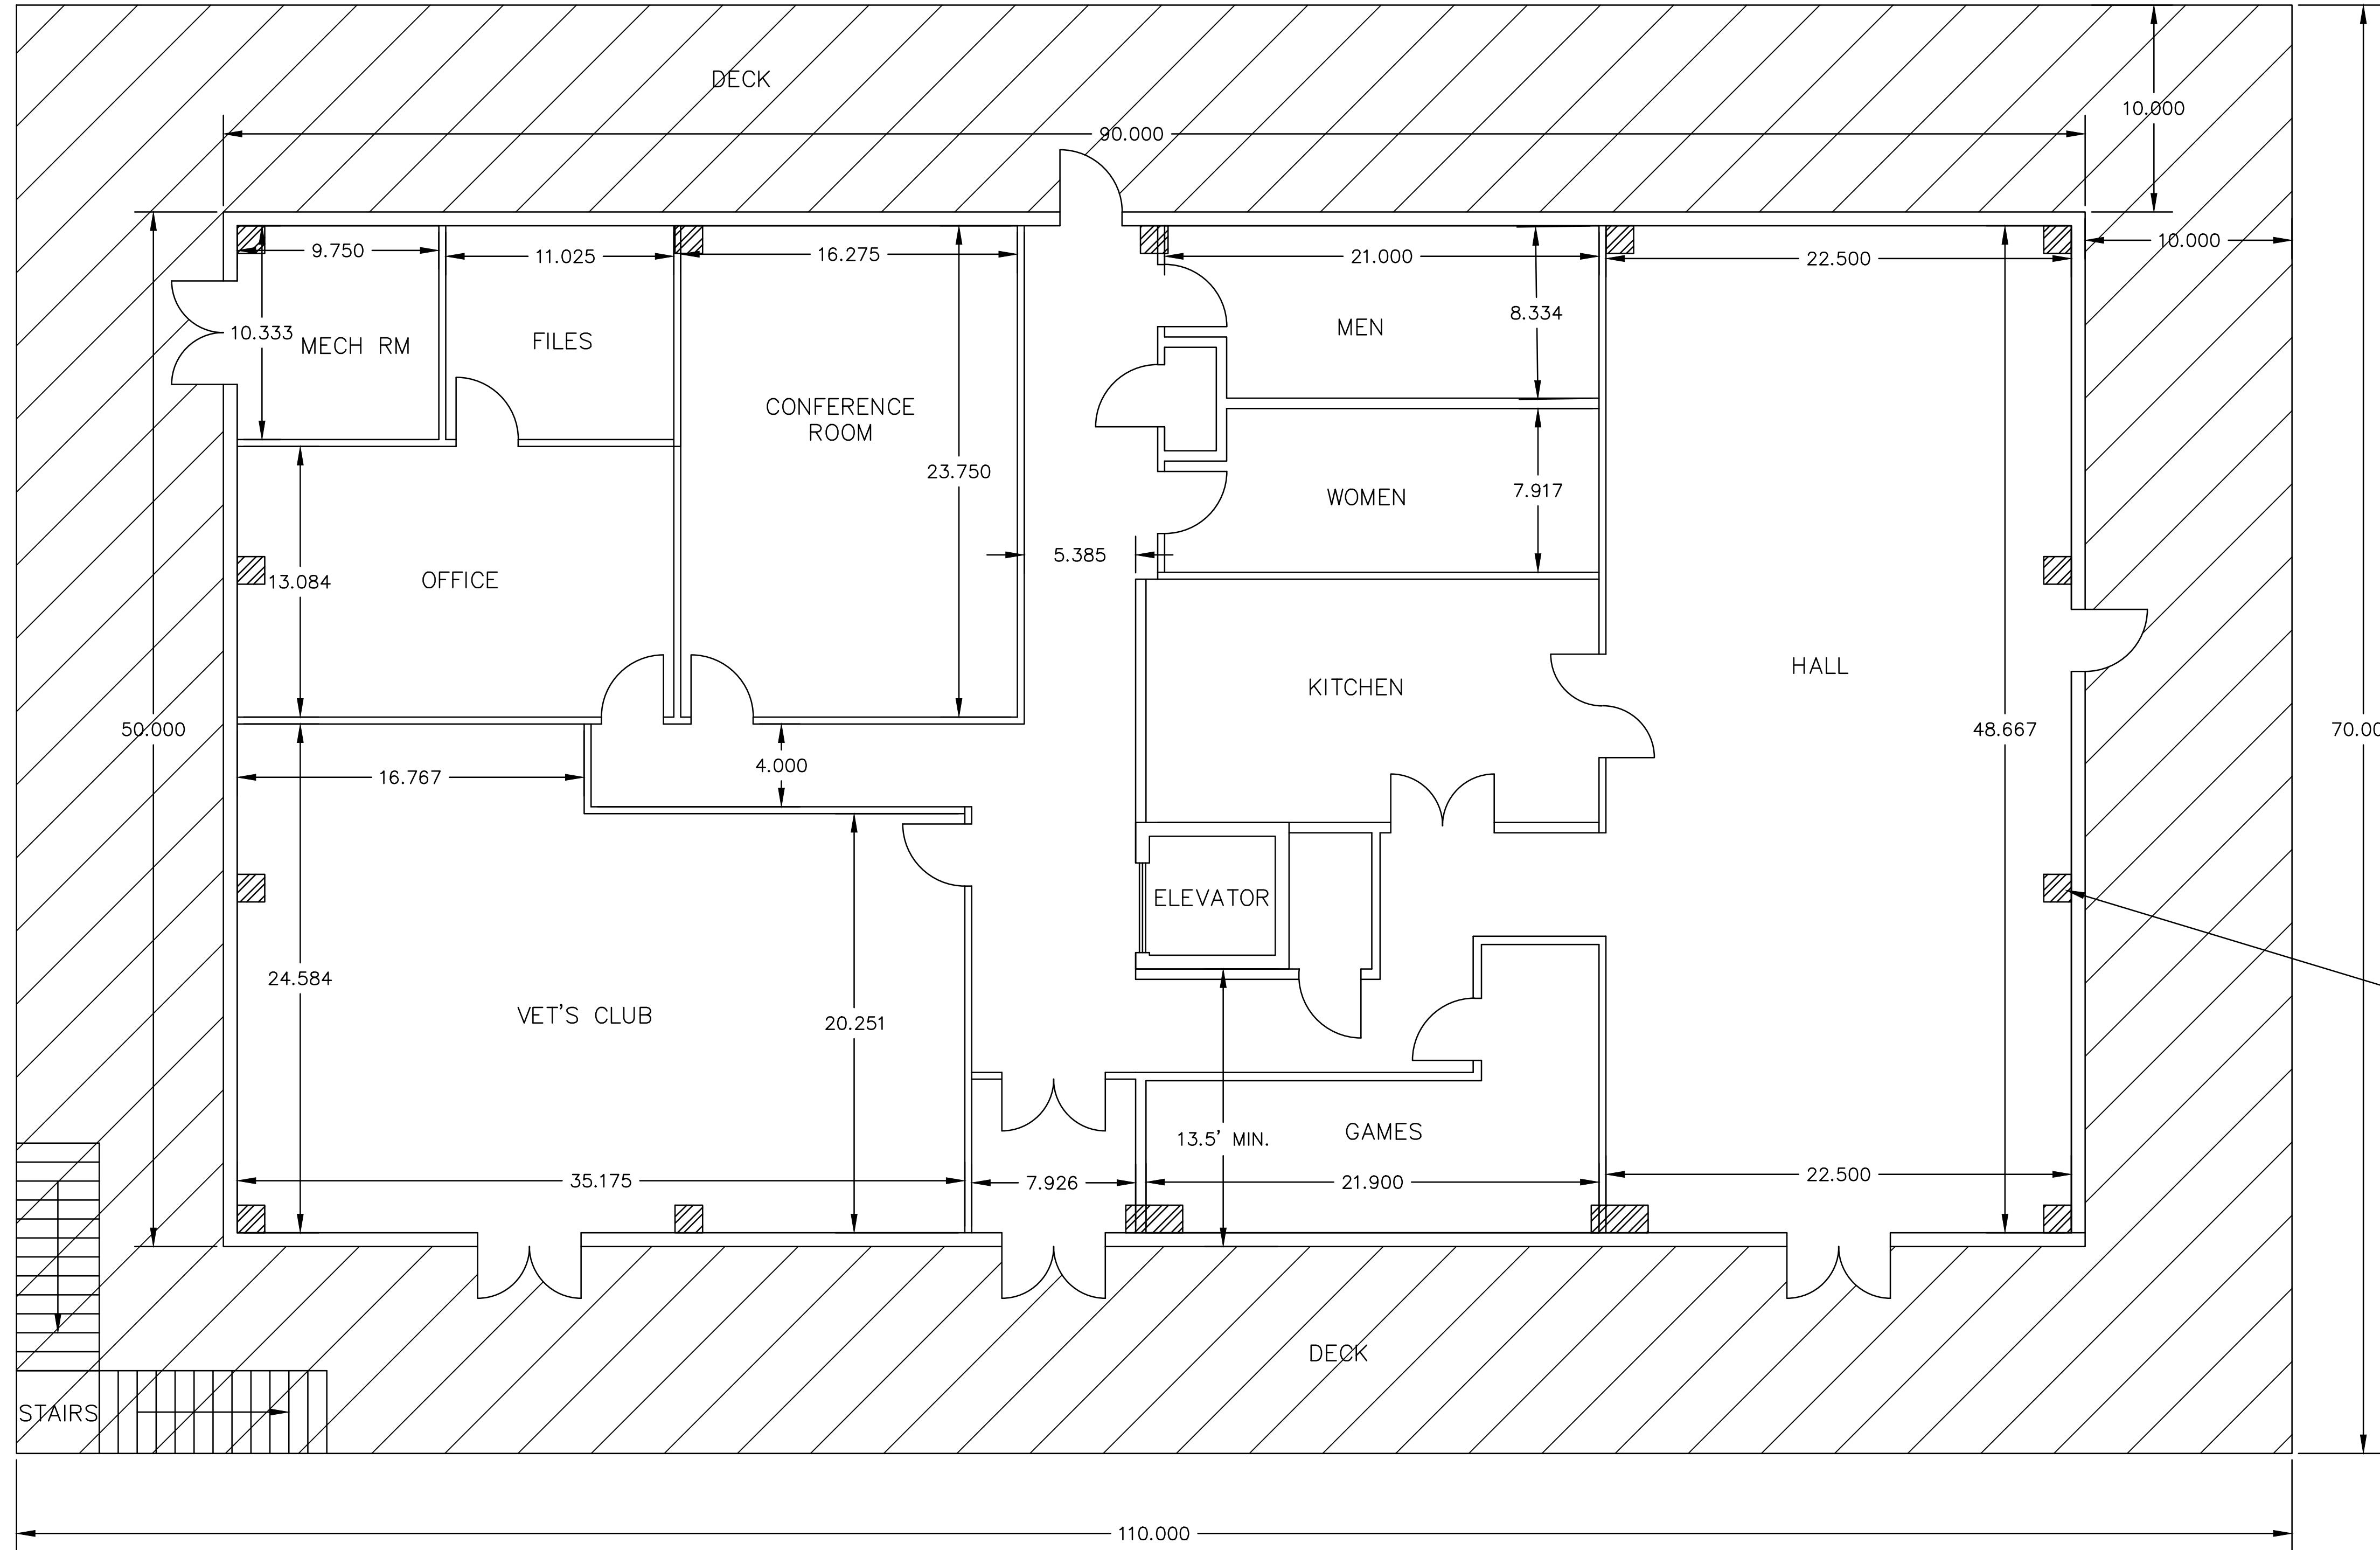 DECK
10.000
90.000
9.750
11.025
16.275
21.000
22.500
10.000
10.333
MECH RM
FILES
MEN
8.334
CONFERENCE
ROOM
23.750
WOMEN
7.917
5.385
13.084
OFFICE
HALL
KITCHEN
50.000
48.667
70.00
16.767
4.000
ELEVATOR
24.584
VET'S CLUB
20.251
13.5' MIN.
GAMES
35.175
7.926
21.900
22.500
DECK
STAIRS
110.000